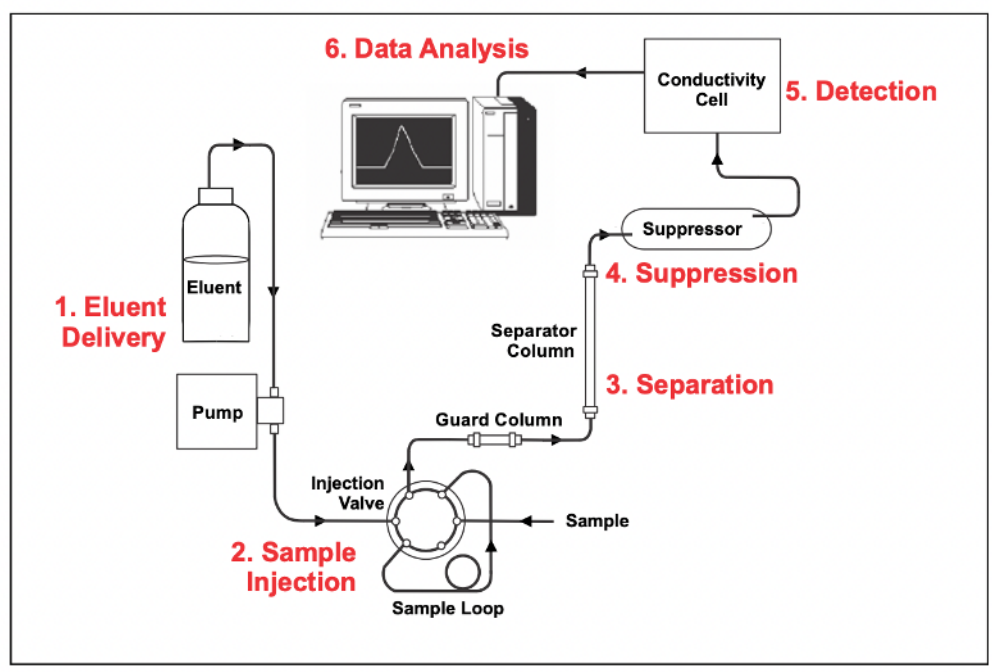 6. Data Analysis
Conductivity
Cell
5. Detection
Suppressor
4. Suppression
Eluent
1. Eluent
Delivery
Separator
Column
3. Separation
Pump
Guard Column
Injection
Valve
Sample
2. Sample
Injection
Sample Loop